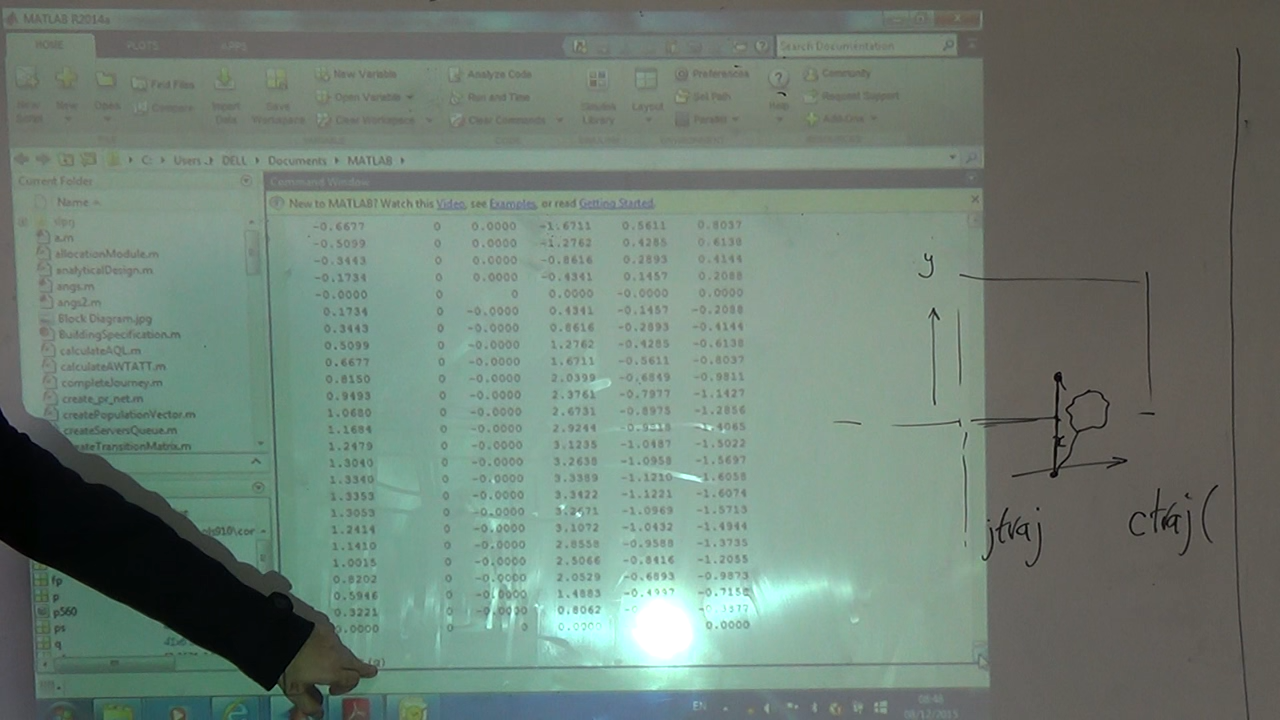 MATLAB R2014a
HOME PLOTS APPS
Search Documentation
New Variable Analyze Code Preferences Community
Find Files
New New Open Import Save Open Variable Run and Time Set Path Request Support
Compare Simulink Layout Help
Script Data Workspace Clear Workspace Clear Commands Library Parallel Add-Ons
C: Users DELL Documents MATLAB
Current Folder
Command Window
Name
New to MATLAB? Watch this Video, see Examples, or read Getting Started.
a.m
allocationModule.m
analyticalDesign.m
angs.m
angs2.m
Block Diagram.jpg
BuddingSpecification.m
calculateAQL.m
calculateAWTATT.m
completeJourney.m
create_pr_net.m
createPopulationVector.m
createServersQueue.m
createTransitionMatrix.m
fp
p
p560
ps
q
-0.6677 0 0.0000 -1.6711 0.5611 0.8037
-0.5099 0 0.0000 -1.2762 0.4285 0.6138
-0.3443 0 0.0000 -0.8616 0.2893 0.4144
-0.1734 0 0.0000 -0.4341 0.1457 0.2088
-0.0000 0 0 0.0000 -0.0000 0.0000
0.1734 0 -0.0000 0.4341 -0.1457 -0.2088
0.3443 0 -0.0000 0.8616 -0.2893 -0.4144
0.5099 0 -0.0000 1.2762 -0.4285 -0.6138
0.6677 0 -0.0000 1.6711 -0.5611 -0.8037
0.8150 0 -0.0000 2.0399 -0.6849 -0.9811
0.9493 0 -0.0000 2.3761 -0.7977 -1.1427
1.0680 0 -0.0000 2.6731 -0.8975 -1.2856
1.1684 0 -0.0000 2.9244
1.2479 0 -0.0000 3.1235 -1.0487 -1.5022
1.3040 0 -0.0000 3.2638 -1.0958 -1.5697
1.3340 0 -0.0000 3.3389 -1.1210 -1.6058
1.3353 0 -0.0000 3.3422 -1.1221 -1.6074
1.3053 0 -0.0000 -1.0969 -1.5713
1.2414 0 -0.0000 3.1072 -1.0432 -1.4944
1.1410 0 -0.0000 2.8558 -0.9588 -1.3735
1.0015 0 -0.0000 2.5066 -0.8416 -1.2055
0.8202 0 -0.0000 2.0529 -0.6893 -0.9873
0.5946 0 -0.0000 1.4883
0.3221 0 -0.0000 0.8062
0.0000 0 0 0.0000
y
jtraj ctraj(
EN 08:46
08/12/2015